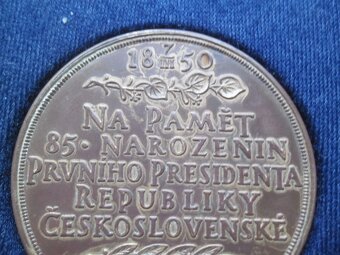 18 7/III 50
NA PAMĚT
85· NAROZENIN
PRVNÍHO PRESIDENTA
REPUBLIKY
ČESKOSLOVENSKÉ